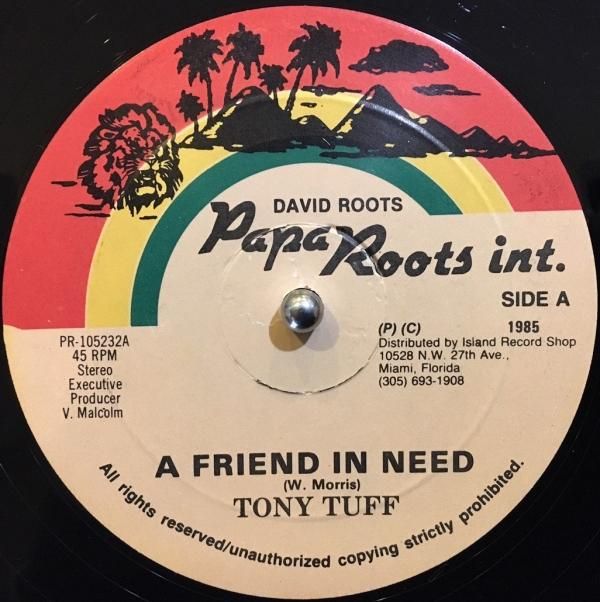 DAVID ROOTS
Papa Roots int.
SIDE A
PR-105232A
45 RPM
Stereo
Executive
Producer
V. Malcolm
(P) (C) 1985
Distributed by Island Record Shop
10528 N.W. 27th Ave.,
Miami, Florida
(305) 693-1908
A FRIEND IN NEED
(W. Morris)
TONY TUFF
All rights reserved/unauthorized copying strictly prohibited.